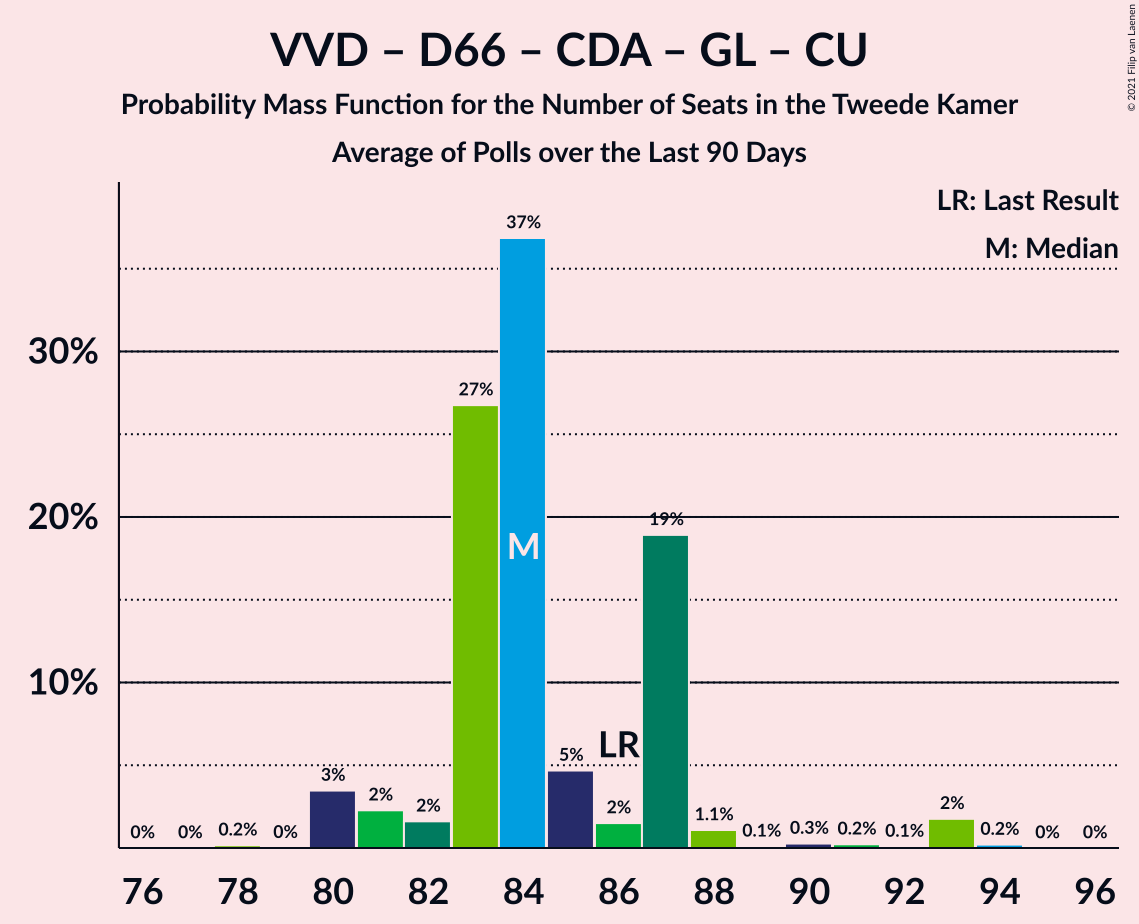 VVD – D66 – CDA – GL – CU
Probability Mass Function for the Number of Seats in the Tweede Kamer
Average of Polls over the Last 90 Days
© 2021 Filip van Laenen
LR: Last Result
M: Median
30%
20%
10%
0% 0% 0.2% 0% 3% 2% 2% 27% 37% 5% 2% 19% 1.1% 0.1% 0.3% 0.2% 0.1% 2% 0.2% 0% 0%
M
LR
76 78 80 82 84 86 88 90 92 94 96